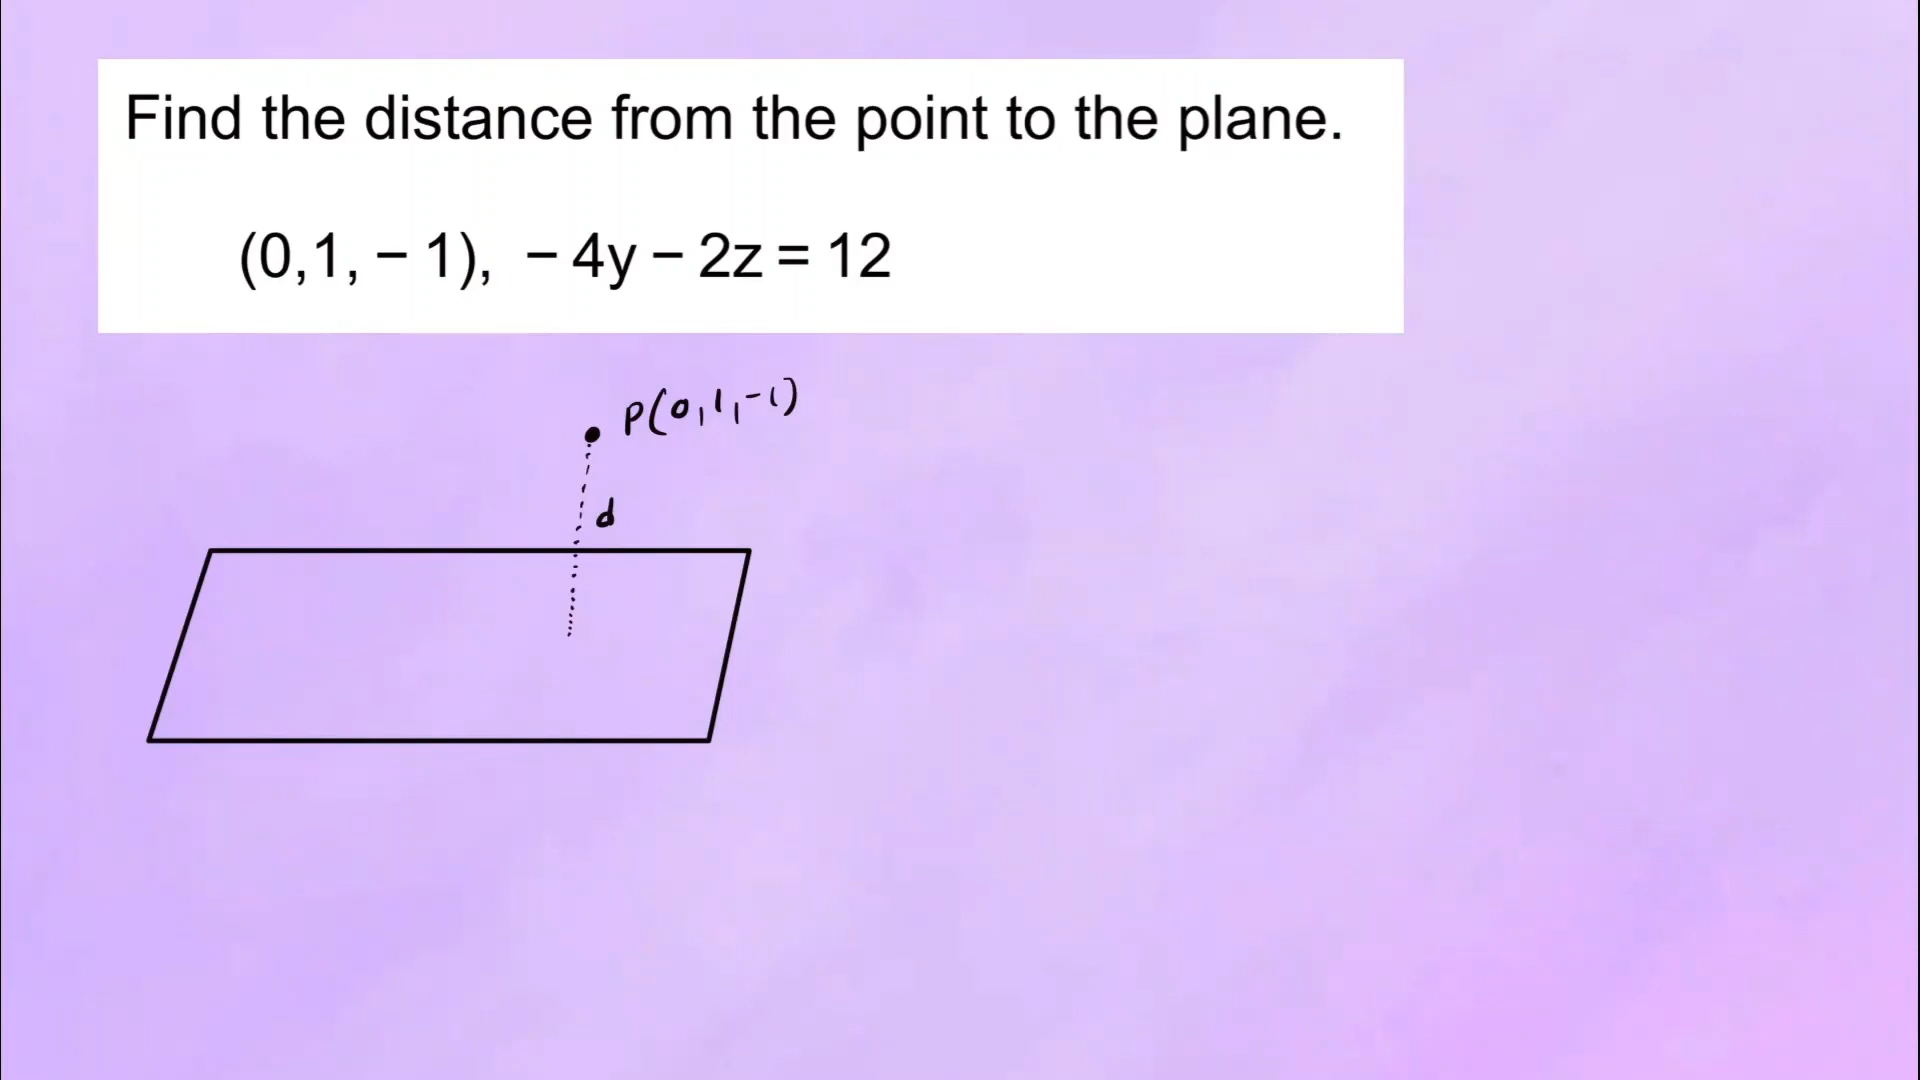 Find the distance from the point to the plane.
(0,1, − 1), − 4y − 2z = 12
P(0,1,-1)
d